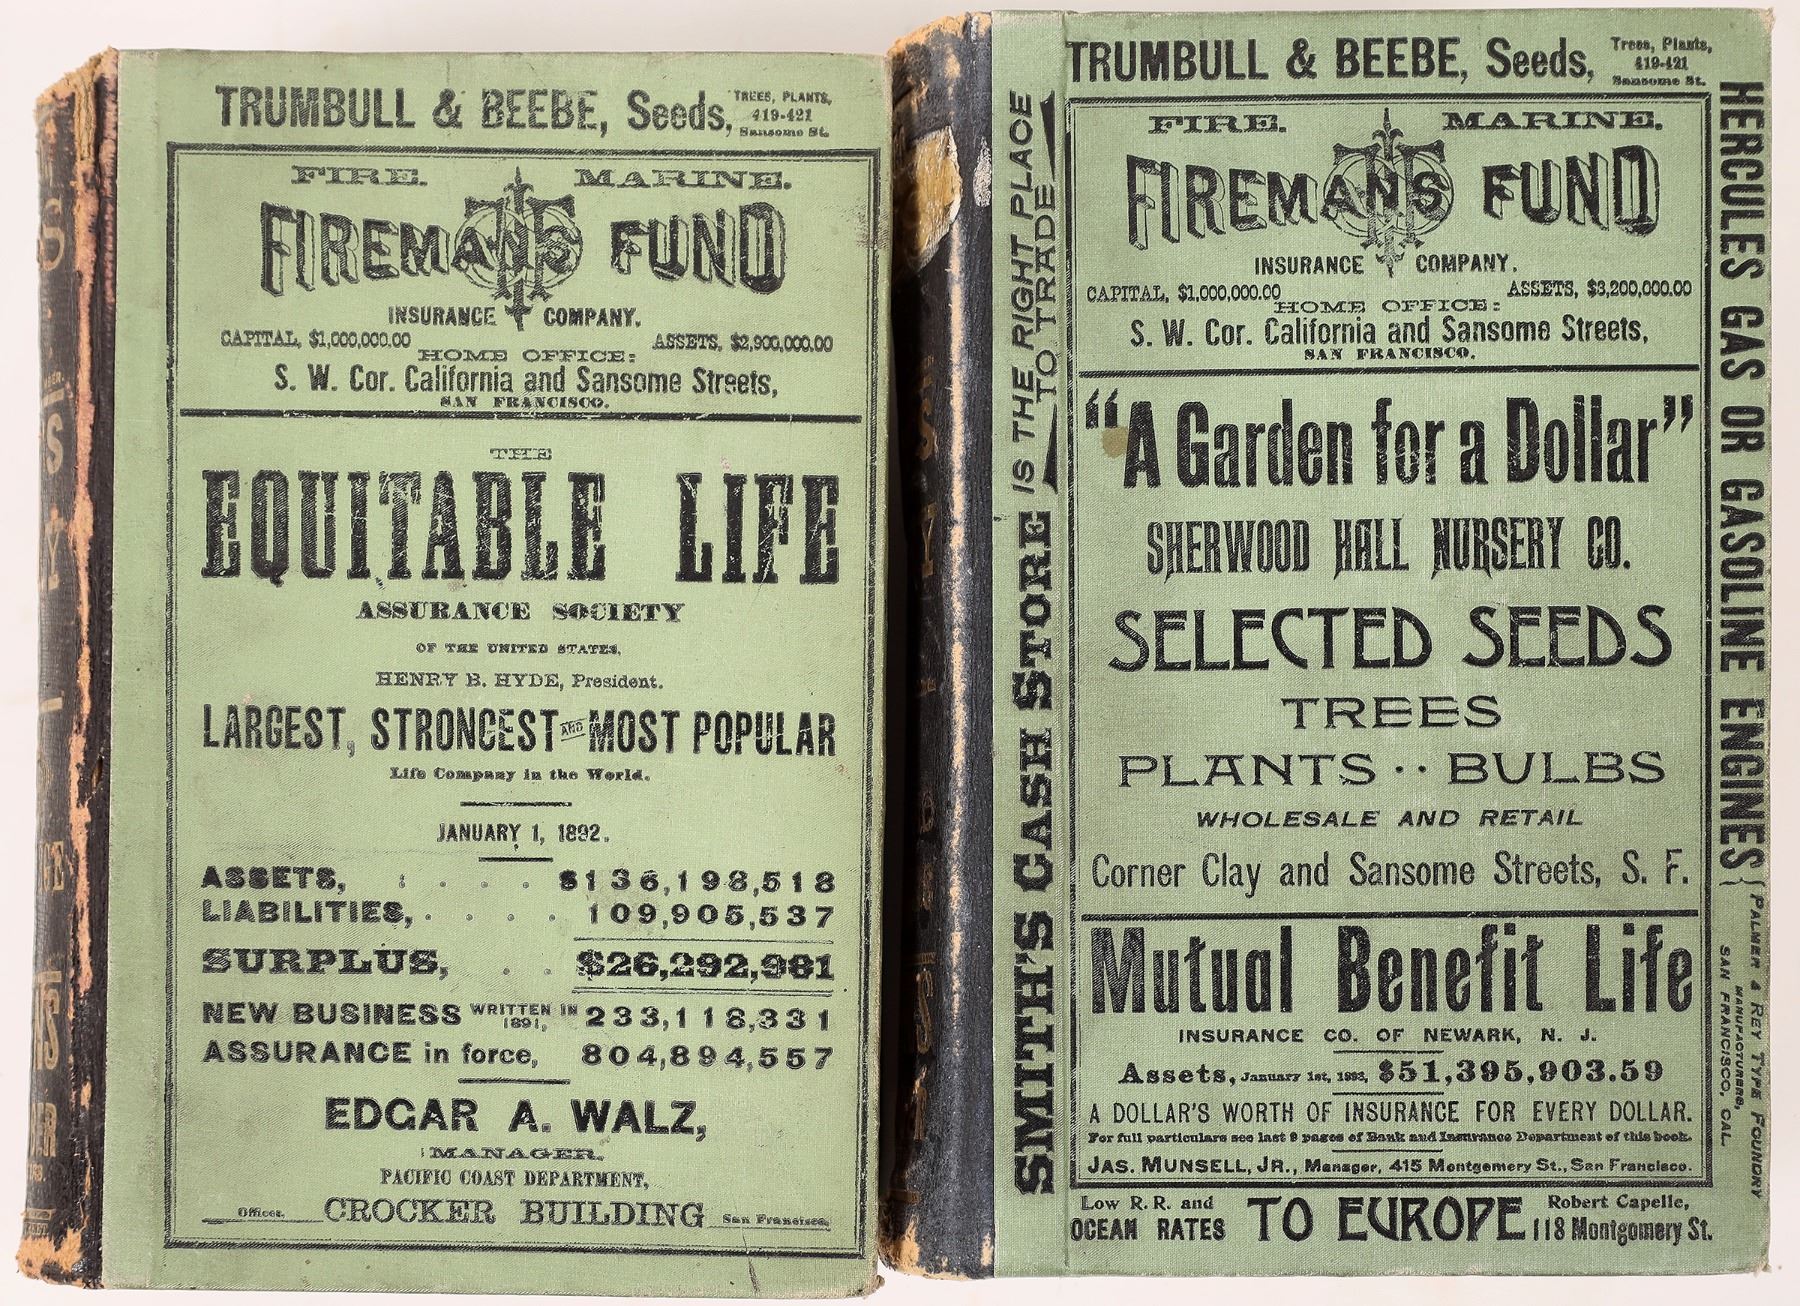 TRUMBULL & BEEBE, Seeds, TREES, PLANTS,
419-421
Sansome St.
FIRE. MARINE.
FIREMAN'S FUND
INSURANCE COMPANY.
CAPITAL, $1,000,000.00 ASSETS, $2,900,000.00
HOME OFFICE:
S. W. Cor. California and Sansome Streets,
SAN FRANCISCO.
THE
EQUITABLE LIFE
ASSURANCE SOCIETY
OF THE UNITED STATES.
HENRY B. HYDE, President.
LARGEST, STRONGEST AND MOST POPULAR
Life Company in the World.
JANUARY 1, 1892.
ASSETS, $136,198,518
LIABILITIES, 109,905,537
SURPLUS, $26,292,981
NEW BUSINESS WRITTEN IN 1891, 233,118,331
ASSURANCE in force, 804,894,557
EDGAR A. WALZ,
MANAGER,
PACIFIC COAST DEPARTMENT,
Office, CROCKER BUILDING San Francisco.
TRUMBULL & BEEBE, Seeds, Trees, Plants,
419-421
Sansome St.
SMITH'S CASH STORE IS THE RIGHT PLACE
TO TRADE
FIRE. MARINE.
FIREMAN'S FUND
INSURANCE COMPANY.
CAPITAL, $1,000,000.00 ASSETS, $3,200,000.00
HOME OFFICE:
S. W. Cor. California and Sansome Streets,
SAN FRANCISCO.
"A Garden for a Dollar"
SHERWOOD HALL NURSERY CO.
SELECTED SEEDS
TREES
PLANTS · · BULBS
WHOLESALE AND RETAIL
Corner Clay and Sansome Streets, S. F.
Mutual Benefit Life
INSURANCE CO. OF NEWARK, N. J.
Assets, January 1st, $51,395,903.59
A DOLLAR'S WORTH OF INSURANCE FOR EVERY DOLLAR.
For full particulars see last 9 pages of Bank and Insurance Department of this book.
JAS. MUNSELL, JR., Manager, 415 Montgomery St., San Francisco.
Low R. R. and
OCEAN RATES TO EUROPE Robert Capelle,
118 Montgomery St.
HERCULES GAS OR GASOLINE ENGINES
PALMER & REY TYPE FOUNDRY
MANUFACTURERS,
SAN FRANCISCO, CAL.